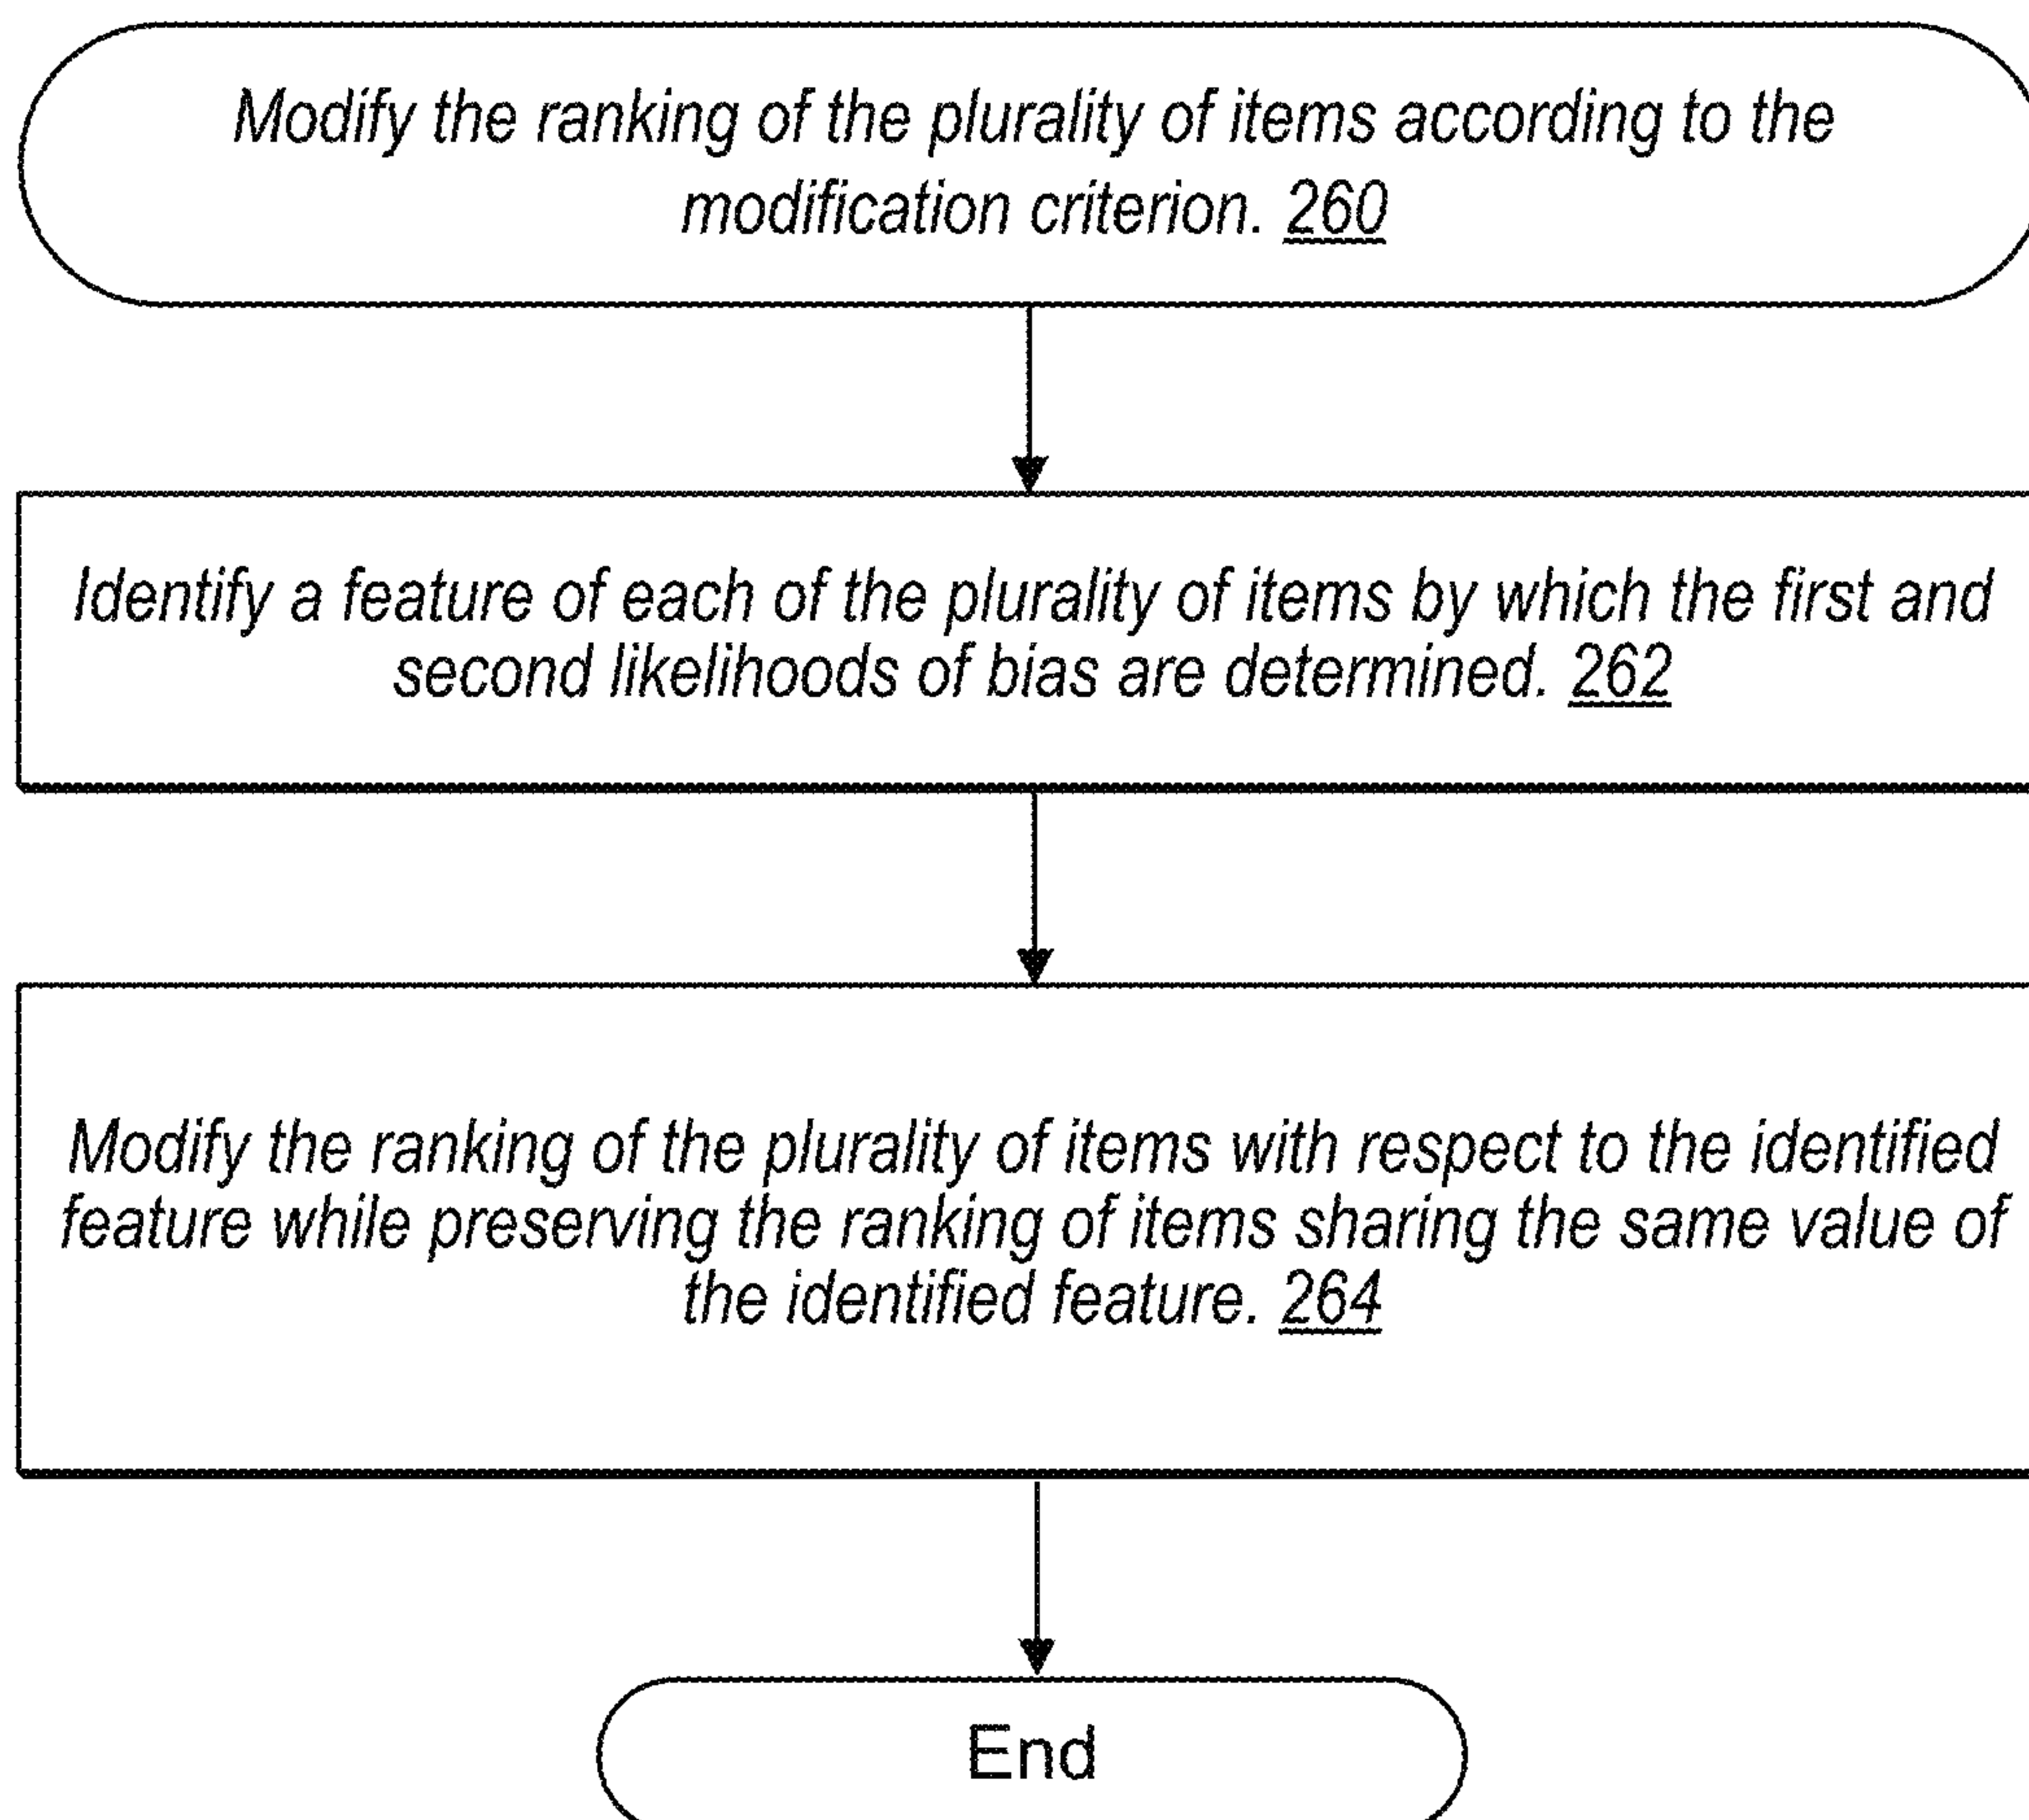 Modify the ranking of the plurality of items according to the
modification criterion. 260
Identify a feature of each of the plurality of items by which the first and
second likelihoods of bias are determined. 262
Modify the ranking of the plurality of items with respect to the identified
feature while preserving the ranking of items sharing the same value of
the identified feature. 264
End